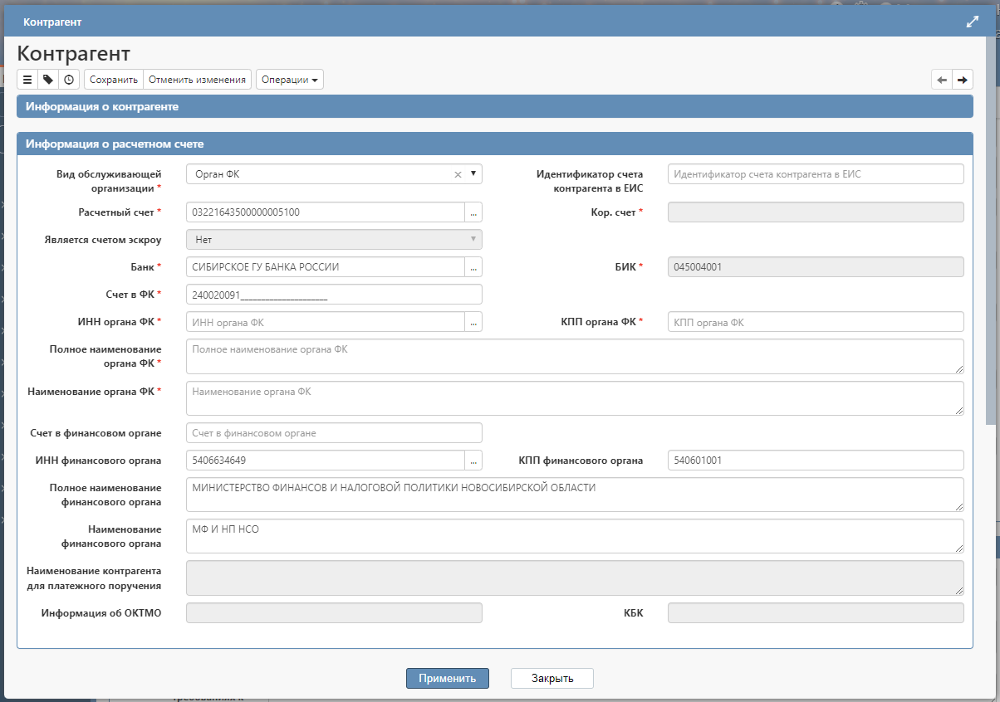 Контрагент
Контрагент
Сохранить Отменить изменения Операции
Информация о контрагенте
Информация о расчетном счете
Вид обслуживающей организации * Орган ФК × Идентификатор счета контрагента в ЕИС Идентификатор счета контрагента в ЕИС
Расчетный счет * 03221643500000005100 ... Кор. счет *
Является счетом эскроу Нет
Банк * СИБИРСКОЕ ГУ БАНКА РОССИИ ... БИК * 045004001
Счет в ФК * 240020091_____________________
ИНН органа ФК * ИНН органа ФК ... КПП органа ФК * КПП органа ФК
Полное наименование органа ФК * Полное наименование органа ФК
Наименование органа ФК * Наименование органа ФК
Счет в финансовом органе Счет в финансовом органе
ИНН финансового органа 5406634649 ... КПП финансового органа 540601001
Полное наименование финансового органа МИНИСТЕРСТВО ФИНАНСОВ И НАЛОГОВОЙ ПОЛИТИКИ НОВОСИБИРСКОЙ ОБЛАСТИ
Наименование финансового органа МФ И НП НСО
Наименование контрагента для платежного поручения
Информация об ОКТМО КБК
Применить Закрыть